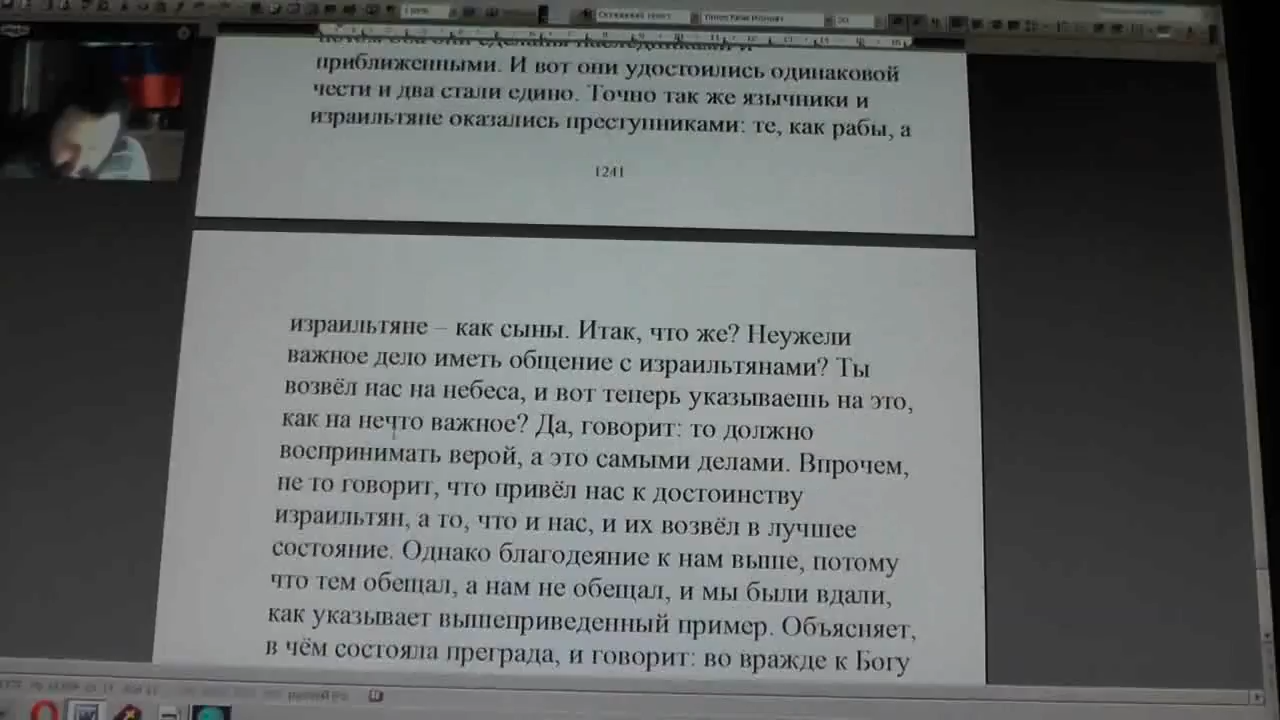 приближенными. И вот они удостоились одинаковой
чести и два стали едино. Точно так же язычники и
израильтяне оказались преступниками: те, как рабы, а
1241
израильтяне – как сыны. Итак, что же? Неужели
важное дело иметь общение с израильтянами? Ты
возвёл нас на небеса, и вот теперь указываешь на это,
как на нечто важное? Да, говорит: то должно
воспринимать верой, а это самыми делами. Впрочем,
не то говорит, что привёл нас к достоинству
израильтян, а то, что и нас, и их возвёл в лучшее
состояние. Однако благодеяние к нам выше, потому
что тем обещал, а нам не обещал, и мы были вдали,
как указывает вышеприведенный пример. Объясняет,
в чём состояла преграда, и говорит: во вражде к Богу